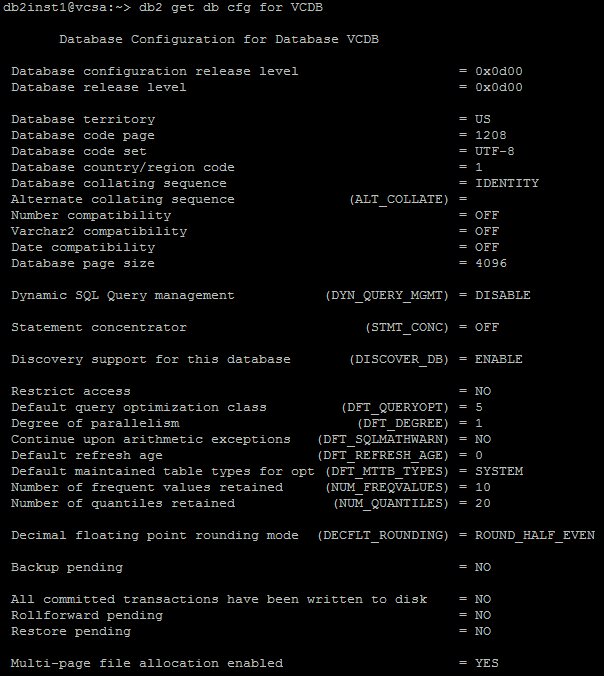 db2inst1@vcsa:~> db2 get db cfg for VCDB
Database Configuration for Database VCDB
Database configuration release level = 0x0d00
Database release level = 0x0d00
Database territory = US
Database code page = 1208
Database code set = UTF-8
Database country/region code = 1
Database collating sequence = IDENTITY
Alternate collating sequence (ALT_COLLATE) =
Number compatibility = OFF
Varchar2 compatibility = OFF
Date compatibility = OFF
Database page size = 4096
Dynamic SQL Query management (DYN_QUERY_MGMT) = DISABLE
Statement concentrator (STMT_CONC) = OFF
Discovery support for this database (DISCOVER_DB) = ENABLE
Restrict access = NO
Default query optimization class (DFT_QUERYOPT) = 5
Degree of parallelism (DFT_DEGREE) = 1
Continue upon arithmetic exceptions (DFT_SQLMATHWARN) = NO
Default refresh age (DFT_REFRESH_AGE) = 0
Default maintained table types for opt (DFT_MTTB_TYPES) = SYSTEM
Number of frequent values retained (NUM_FREQVALUES) = 10
Number of quantiles retained (NUM_QUANTILES) = 20
Decimal floating point rounding mode (DECFLT_ROUNDING) = ROUND_HALF_EVEN
Backup pending = NO
All committed transactions have been written to disk = NO
Rollforward pending = NO
Restore pending = NO
Multi-page file allocation enabled = YES